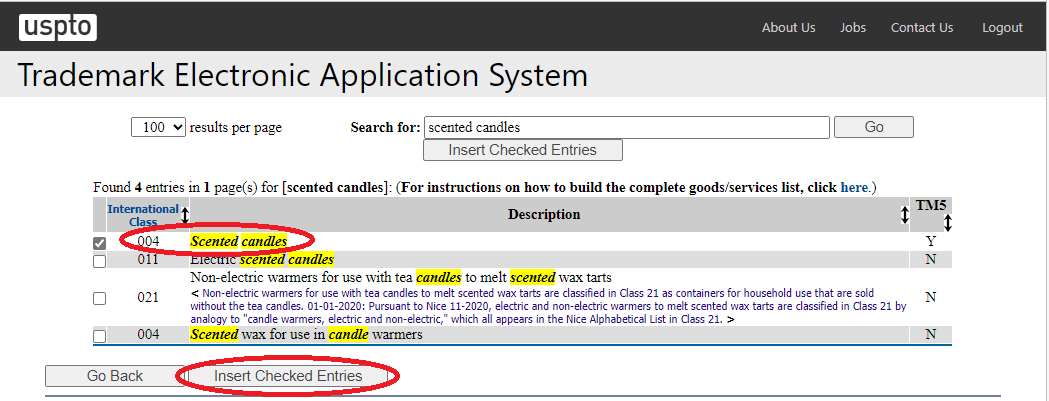 uspto
About Us Jobs Contact Us Logout
Trademark Electronic Application System
100 results per page Search for: scented candles Go
Insert Checked Entries
Found 4 entries in 1 page(s) for [scented candles]: (For instructions on how to build the complete goods/services list, click here.)
International Class Description TM5
004 Scented candles Y
011 Electric scented candles N
Non-electric warmers for use with tea candles to melt scented wax tarts
021 < Non-electric warmers for use with tea candles to melt scented wax tarts are classified in Class 21 as containers for household use that are sold N
without the tea candles. 01-01-2020: Pursuant to Nice 11-2020, electric and non-electric warmers to melt scented wax tarts are classified in Class 21 by
analogy to "candle warmers, electric and non-electric," which all appears in the Nice Alphabetical List in Class 21. >
004 Scented wax for use in candle warmers N
Go Back Insert Checked Entries